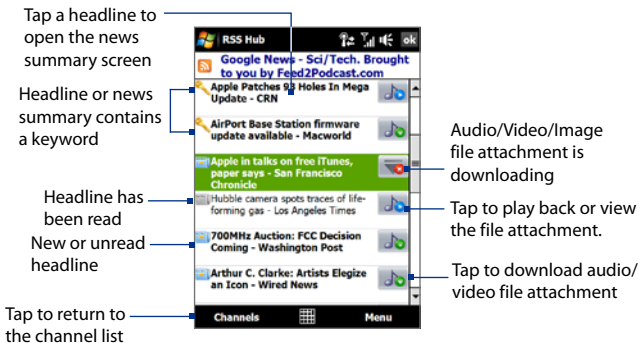 Tap a headline to
open the news
summary screen
Headline or news
summary contains
a keyword
Headline has
been read
New or unread
headline
Tap to return to
the channel list
RSS Hub
ok
Google News - Sci/Tech. Brought
to you by Feed2Podcast.com
Apple Patches 93 Holes In Mega
Update - CRN
AirPort Base Station firmware
update available - Macworld
Apple in talks on free iTunes,
paper says - San Francisco
Chronicle
Hubble camera spots traces of life-
forming gas - Los Angeles Times
700MHz Auction: FCC Decision
Coming - Washington Post
Arthur C. Clarke: Artists Elegize
an Icon - Wired News
Channels
Menu
Audio/Video/Image
file attachment is
downloading
Tap to play back or view
the file attachment.
Tap to download audio/
video file attachment